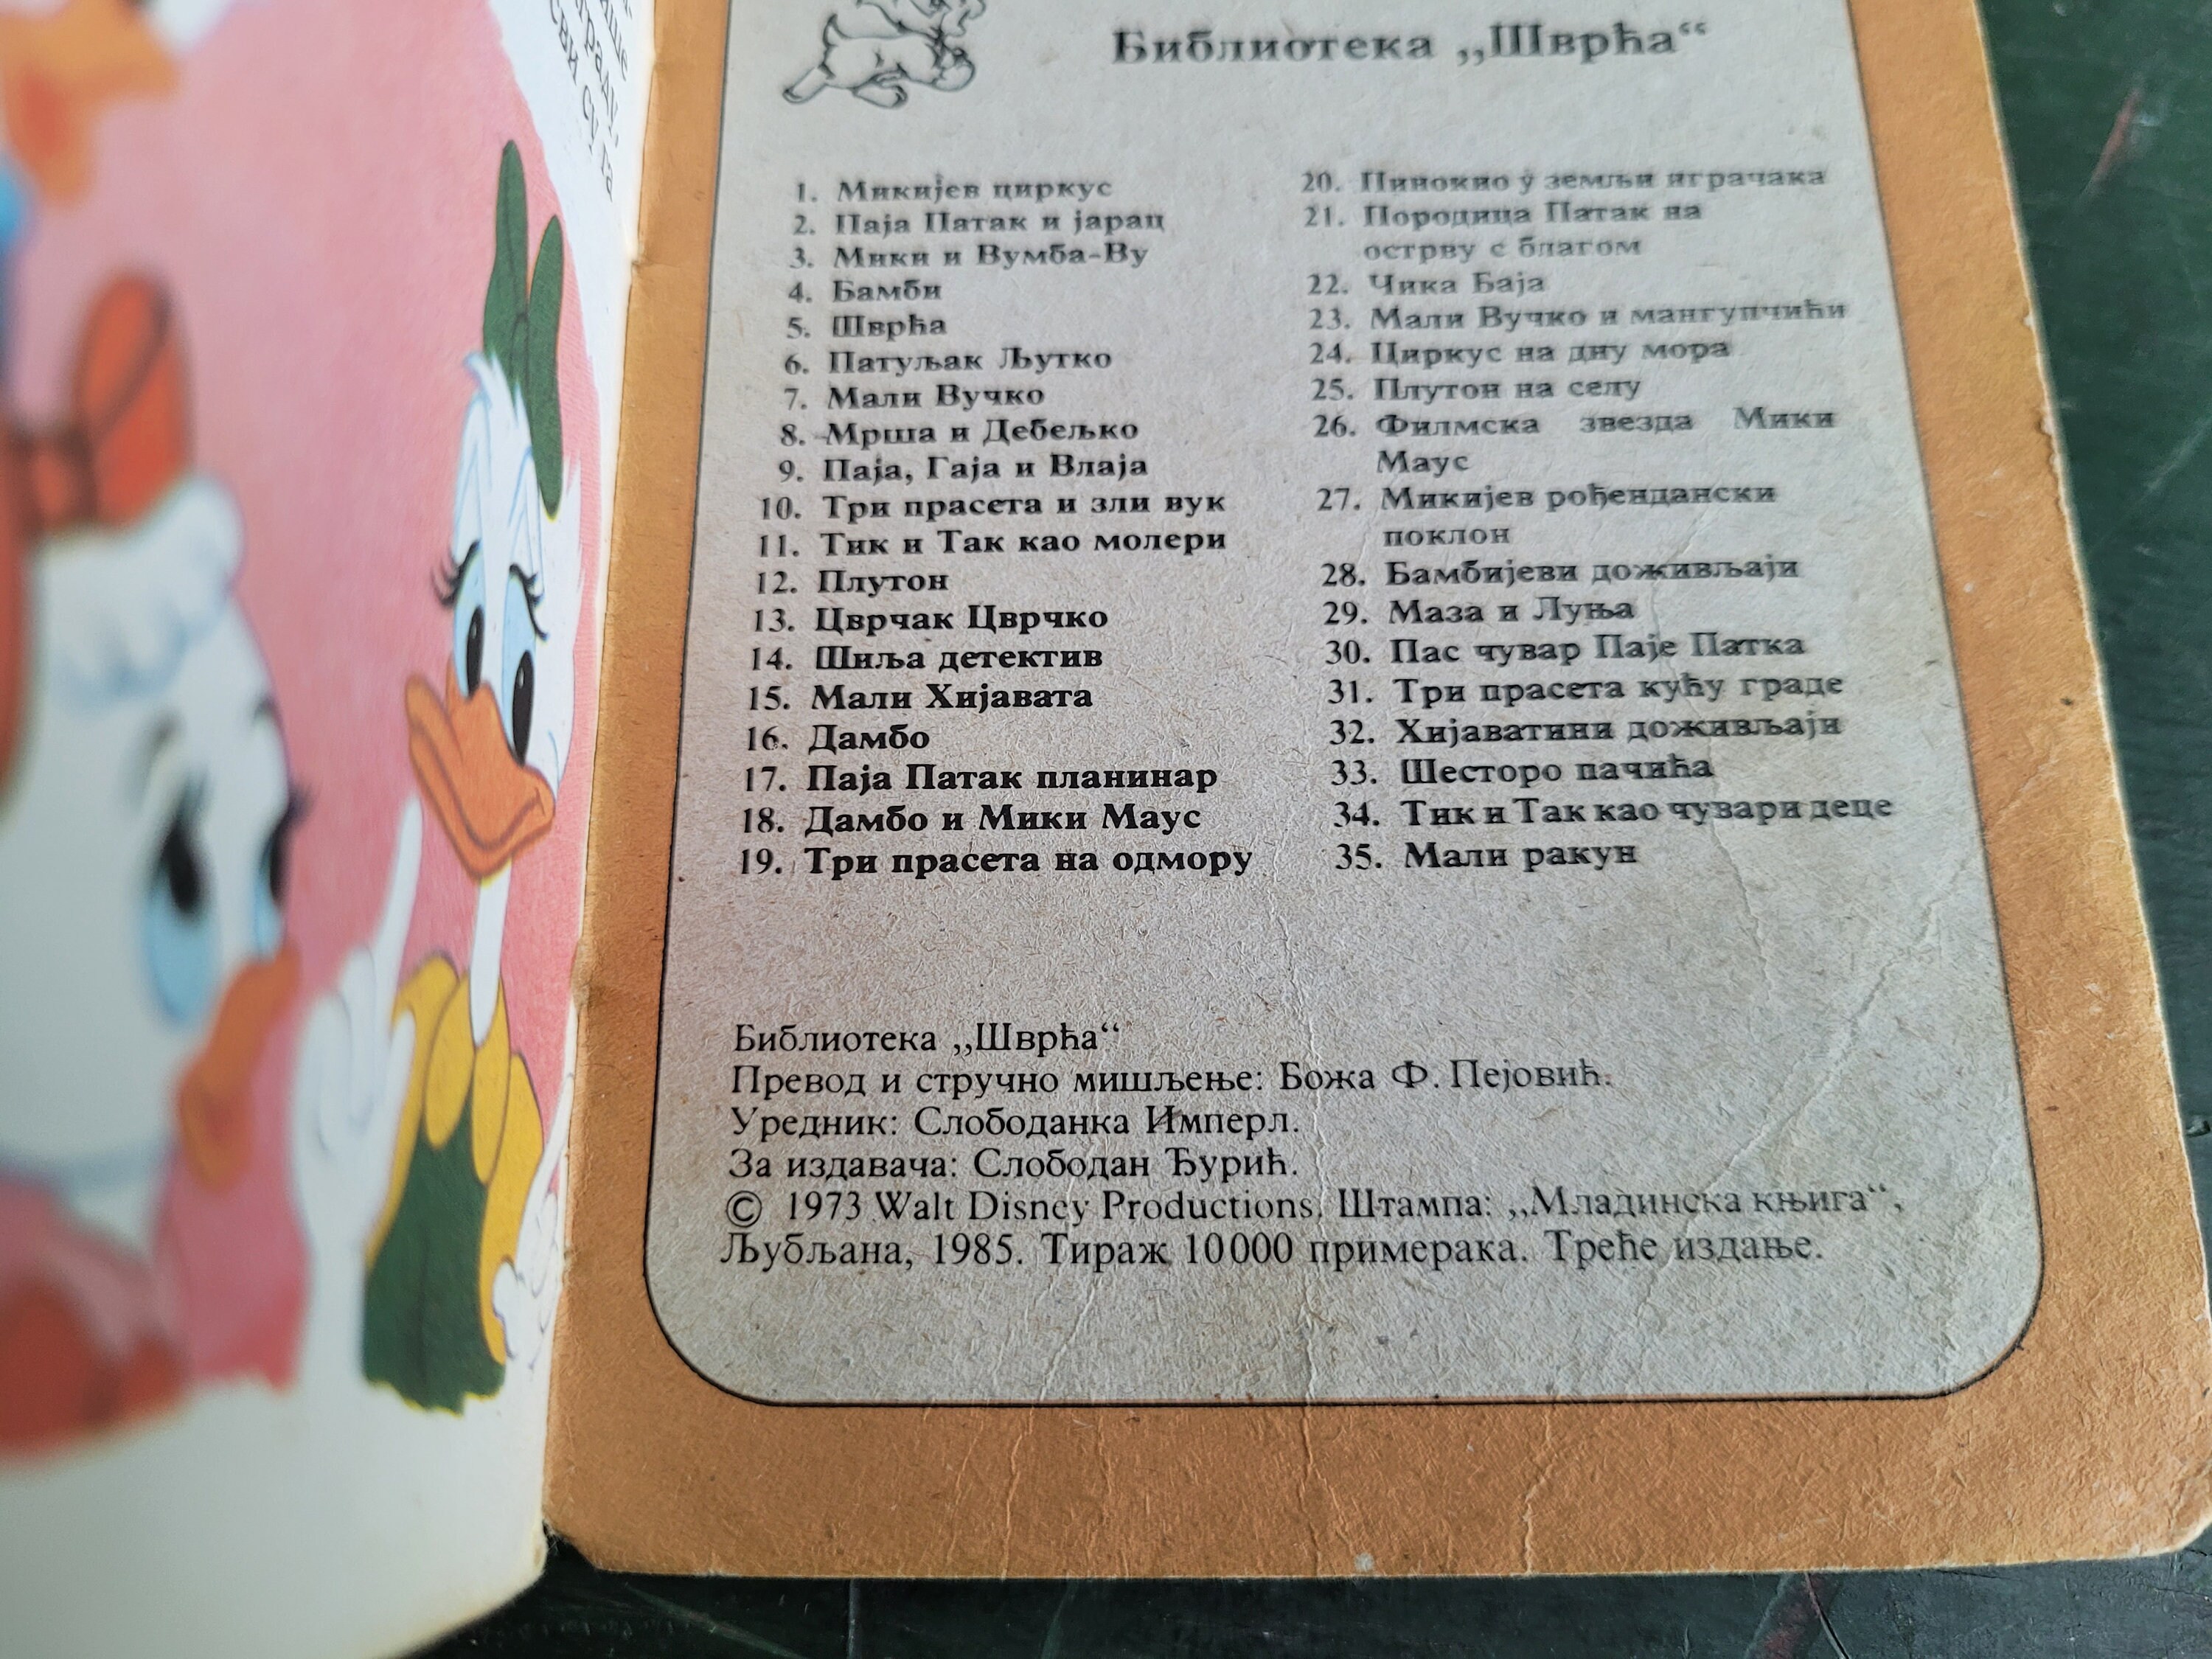 граду,
сви су га
Библиотека „Шврћа“
1. Микијев циркус
2. Паја Патак и јарац
3. Мики и Вумба-Ву
4. Бамби
5. Шврћа
6. Патуљак Љутко
7. Мали Вучко
8. Мрша и Дебељко
9. Паја, Гаја и Влаја
10. Три прасета и зли вук
11. Тик и Так као молери
12. Плутон
13. Цврчак Цврчко
14. Шиља детектив
15. Мали Хијавата
16. Дамбо
17. Паја Патак планинар
18. Дамбо и Мики Маус
19. Три прасета на одмору
20. Пинокио у земљи играчака
21. Породица Патак на
острву с благом
22. Чика Баја
23. Мали Вучко и мангупчићи
24. Циркус на дну мора
25. Плутон на селу
26. Филмска звезда Мики
Маус
27. Микијев рођендански
поклон
28. Бамбијеви доживљаји
29. Маза и Луња
30. Пас чувар Паје Патка
31. Три прасета кућу граде
32. Хијаватини доживљаји
33. Шесторо пачића
34. Тик и Так као чувари деце
35. Мали ракун
Библиотека „Шврћа“
Превод и стручно мишљење: Божа Ф. Пејовић.
Уредник: Слободанка Имперл.
За издавача: Слободан Ђурић.
© 1973 Walt Disney Productions. Штампа: „Младинска књига“,
Љубљана, 1985. Тираж 10000 примерака. Треће издање.